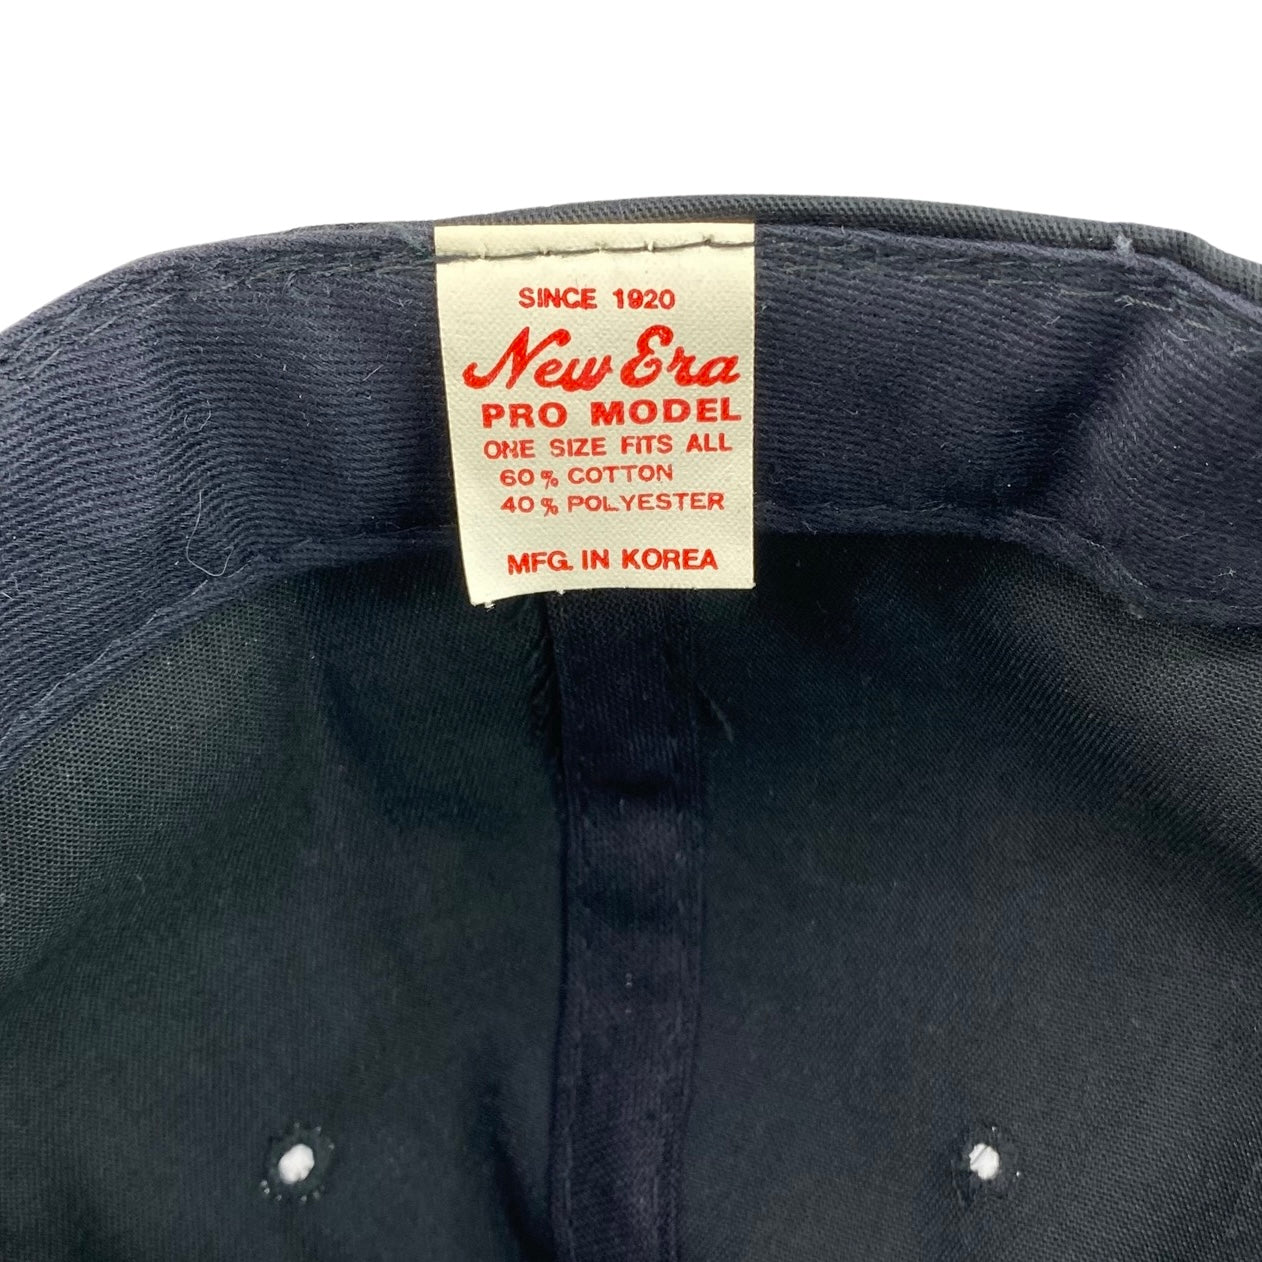 SINCE 1920
New Era
PRO MODEL
ONE SIZE FITS ALL
60% COTTON
40% POLYESTER
MFG. IN KOREA